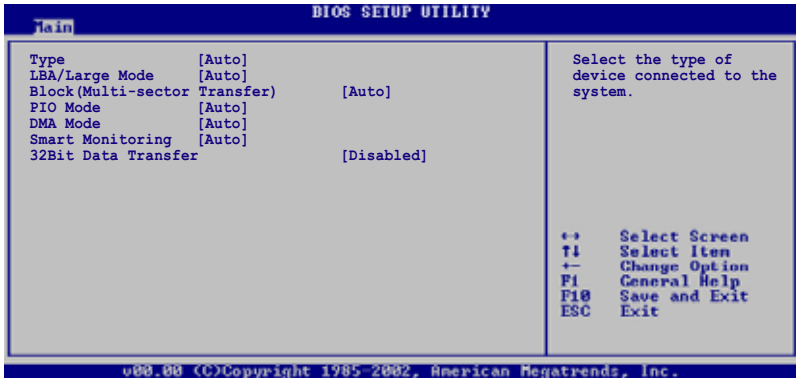 BIOS SETUP UTILITY
Main
Type [Auto]
LBA/Large Mode [Auto]
Block(Multi-sector Transfer) [Auto]
PIO Mode [Auto]
DMA Mode [Auto]
Smart Monitoring [Auto]
32Bit Data Transfer [Disabled]
Select the type of
device connected to the
system.
↔ Select Screen
↑↓ Select Item
+- Change Option
F1 General Help
F10 Save and Exit
ESC Exit
v00.00 (C)Copyright 1985-2002, American Megatrends, Inc.